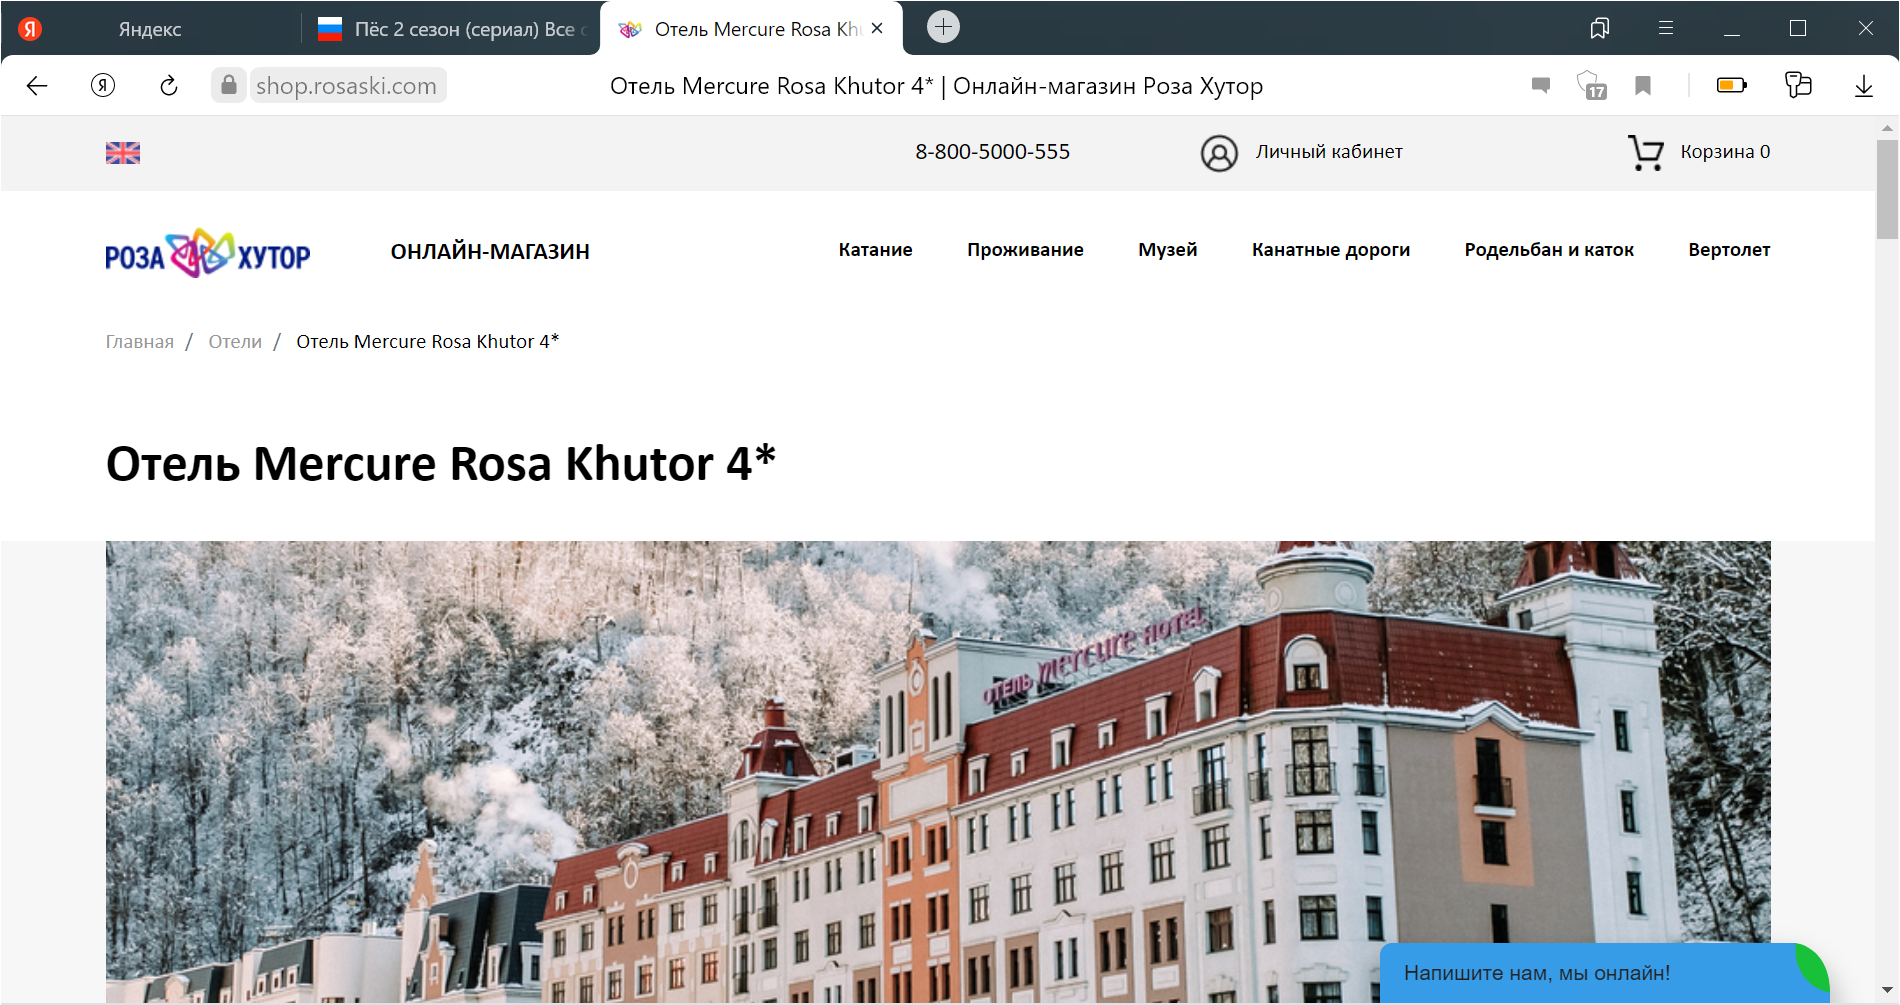 Яндекс
Пёс 2 сезон (сериал) Все
Отель Mercure Rosa Khu
shop.rosaski.com
Отель Mercure Rosa Khutor 4* | Онлайн-магазин Роза Хутор
17
8-800-5000-555
Личный кабинет
Корзина 0
РОЗА ХУТОР
ОНЛАЙН-МАГАЗИН
Катание
Проживание
Музей
Канатные дороги
Родельбан и каток
Вертолет
Главная / Отели / Отель Mercure Rosa Khutor 4*
Отель Mercure Rosa Khutor 4*
ОТЕЛЬ MERCURE HOTEL
Напишите нам, мы онлайн!